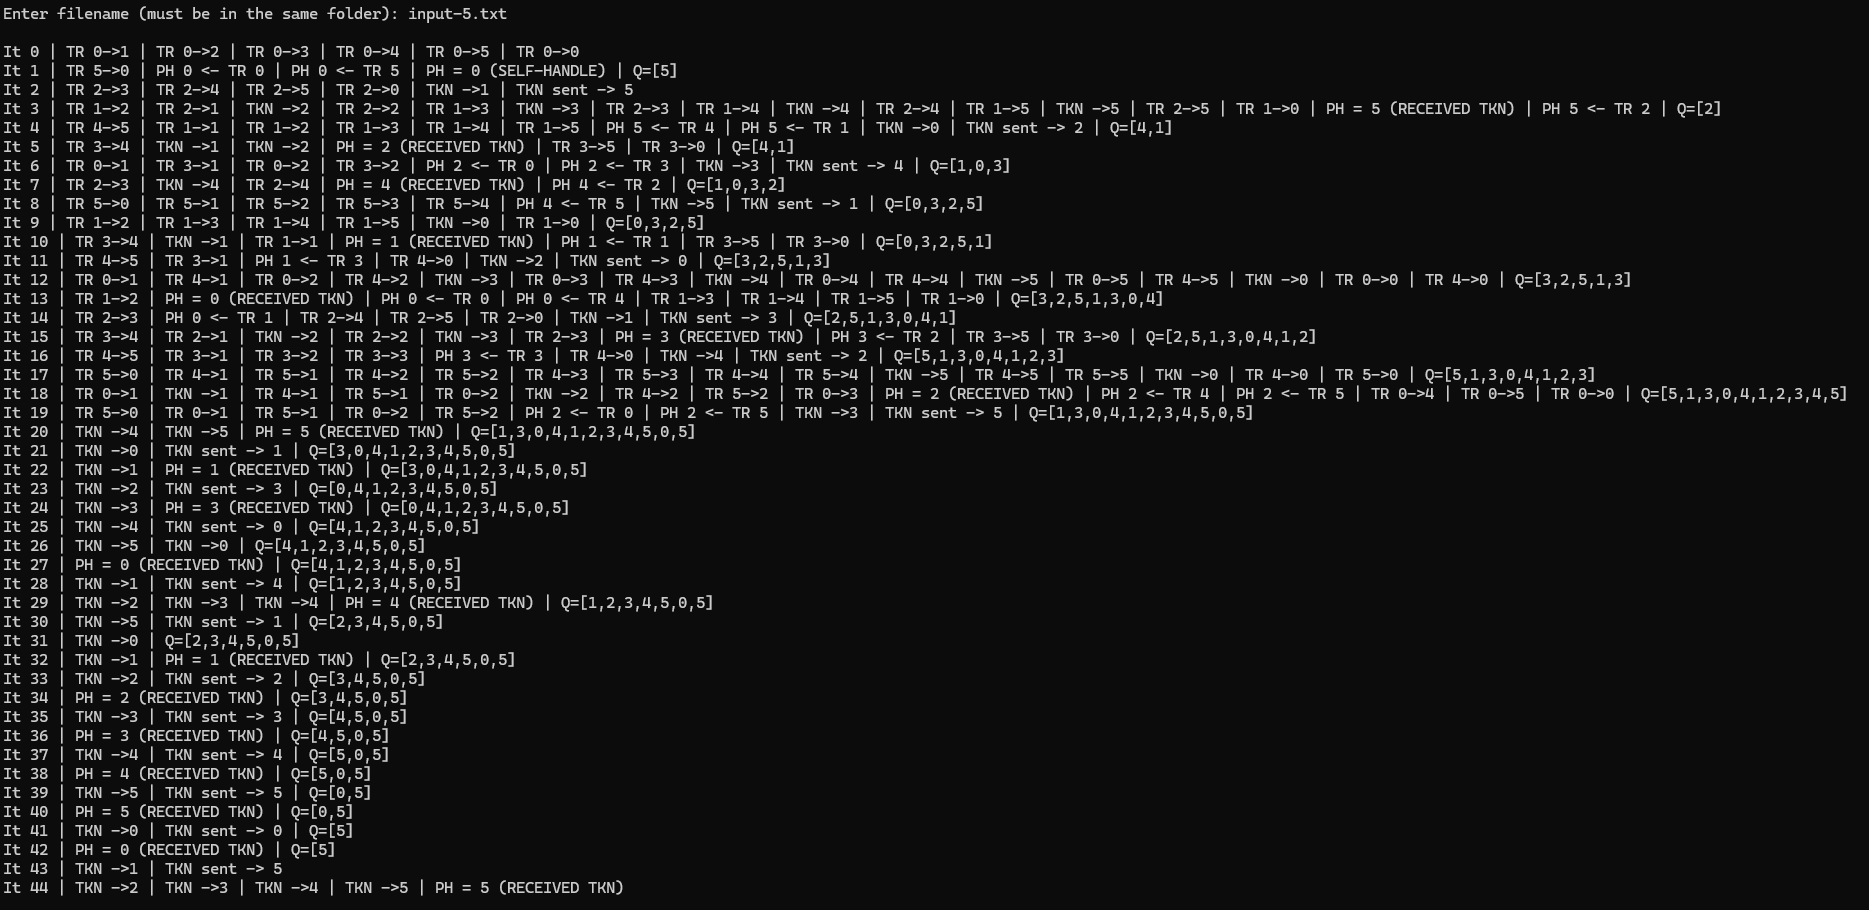 Enter filename (must be in the same folder): input-5.txt
It 0 | TR 0->1 | TR 0->2 | TR 0->3 | TR 0->4 | TR 0->5 | TR 0->0
It 1 | TR 5->0 | PH 0 <- TR 0 | PH 0 <- TR 5 | PH = 0 (SELF-HANDLE) | Q=[5]
It 2 | TR 2->3 | TR 2->4 | TR 2->5 | TR 2->0 | TKN ->1 | TKN sent -> 5
It 3 | TR 1->2 | TR 2->1 | TKN ->2 | TR 2->2 | TR 1->3 | TKN ->3 | TR 2->3 | TR 1->4 | TKN ->4 | TR 2->4 | TR 1->5 | TKN ->5 | TR 2->5 | TR 1->0 | PH = 5 (RECEIVED TKN) | PH 5 <- TR 2 | Q=[2]
It 4 | TR 4->5 | TR 1->1 | TR 1->2 | TR 1->3 | TR 1->4 | TR 1->5 | PH 5 <- TR 4 | PH 5 <- TR 1 | TKN ->0 | TKN sent -> 2 | Q=[4,1]
It 5 | TR 3->4 | TKN ->1 | TKN ->2 | PH = 2 (RECEIVED TKN) | TR 3->5 | TR 3->0 | Q=[4,1]
It 6 | TR 0->1 | TR 3->1 | TR 0->2 | TR 3->2 | PH 2 <- TR 0 | PH 2 <- TR 3 | TKN ->3 | TKN sent -> 4 | Q=[1,0,3]
It 7 | TR 2->3 | TKN ->4 | TR 2->4 | PH = 4 (RECEIVED TKN) | PH 4 <- TR 2 | Q=[1,0,3,2]
It 8 | TR 5->0 | TR 5->1 | TR 5->2 | TR 5->3 | TR 5->4 | PH 4 <- TR 5 | TKN ->5 | TKN sent -> 1 | Q=[0,3,2,5]
It 9 | TR 1->2 | TR 1->3 | TR 1->4 | TR 1->5 | TKN ->0 | TR 1->0 | Q=[0,3,2,5]
It 10 | TR 3->4 | TKN ->1 | TR 1->1 | PH = 1 (RECEIVED TKN) | PH 1 <- TR 1 | TR 3->5 | TR 3->0 | Q=[0,3,2,5,1]
It 11 | TR 4->5 | TR 3->1 | PH 1 <- TR 3 | TR 4->0 | TKN ->2 | TKN sent -> 0 | Q=[3,2,5,1,3]
It 12 | TR 0->1 | TR 4->1 | TR 0->2 | TR 4->2 | TKN ->3 | TR 0->3 | TR 4->3 | TKN ->4 | TR 0->4 | TR 4->4 | TKN ->5 | TR 0->5 | TR 4->5 | TKN ->0 | TR 0->0 | TR 4->0 | Q=[3,2,5,1,3]
It 13 | TR 1->2 | PH = 0 (RECEIVED TKN) | PH 0 <- TR 0 | PH 0 <- TR 4 | TR 1->3 | TR 1->4 | TR 1->5 | TR 1->0 | Q=[3,2,5,1,3,0,4]
It 14 | TR 2->3 | PH 0 <- TR 1 | TR 2->4 | TR 2->5 | TR 2->0 | TKN ->1 | TKN sent -> 3 | Q=[2,5,1,3,0,4,1]
It 15 | TR 3->4 | TR 2->1 | TKN ->2 | TR 2->2 | TKN ->3 | TR 2->3 | PH = 3 (RECEIVED TKN) | PH 3 <- TR 2 | TR 3->5 | TR 3->0 | Q=[2,5,1,3,0,4,1,2]
It 16 | TR 4->5 | TR 3->1 | TR 3->2 | TR 3->3 | PH 3 <- TR 3 | TR 4->0 | TKN ->4 | TKN sent -> 2 | Q=[5,1,3,0,4,1,2,3]
It 17 | TR 5->0 | TR 4->1 | TR 5->1 | TR 4->2 | TR 5->2 | TR 4->3 | TR 5->3 | TR 4->4 | TR 5->4 | TKN ->5 | TR 4->5 | TR 5->5 | TKN ->0 | TR 4->0 | TR 5->0 | Q=[5,1,3,0,4,1,2,3]
It 18 | TR 0->1 | TKN ->1 | TR 4->1 | TR 5->1 | TR 0->2 | TKN ->2 | TR 4->2 | TR 5->2 | TR 0->3 | PH = 2 (RECEIVED TKN) | PH 2 <- TR 4 | PH 2 <- TR 5 | TR 0->4 | TR 0->5 | TR 0->0 | Q=[5,1,3,0,4,1,2,3,4,5]
It 19 | TR 5->0 | TR 0->1 | TR 5->1 | TR 0->2 | TR 5->2 | PH 2 <- TR 0 | PH 2 <- TR 5 | TKN ->3 | TKN sent -> 5 | Q=[1,3,0,4,1,2,3,4,5,0,5]
It 20 | TKN ->4 | TKN ->5 | PH = 5 (RECEIVED TKN) | Q=[1,3,0,4,1,2,3,4,5,0,5]
It 21 | TKN ->0 | TKN sent -> 1 | Q=[3,0,4,1,2,3,4,5,0,5]
It 22 | TKN ->1 | PH = 1 (RECEIVED TKN) | Q=[3,0,4,1,2,3,4,5,0,5]
It 23 | TKN ->2 | TKN sent -> 3 | Q=[0,4,1,2,3,4,5,0,5]
It 24 | TKN ->3 | PH = 3 (RECEIVED TKN) | Q=[0,4,1,2,3,4,5,0,5]
It 25 | TKN ->4 | TKN sent -> 0 | Q=[4,1,2,3,4,5,0,5]
It 26 | TKN ->5 | TKN ->0 | Q=[4,1,2,3,4,5,0,5]
It 27 | PH = 0 (RECEIVED TKN) | Q=[4,1,2,3,4,5,0,5]
It 28 | TKN ->1 | TKN sent -> 4 | Q=[1,2,3,4,5,0,5]
It 29 | TKN ->2 | TKN ->3 | TKN ->4 | PH = 4 (RECEIVED TKN) | Q=[1,2,3,4,5,0,5]
It 30 | TKN ->5 | TKN sent -> 1 | Q=[2,3,4,5,0,5]
It 31 | TKN ->0 | Q=[2,3,4,5,0,5]
It 32 | TKN ->1 | PH = 1 (RECEIVED TKN) | Q=[2,3,4,5,0,5]
It 33 | TKN ->2 | TKN sent -> 2 | Q=[3,4,5,0,5]
It 34 | PH = 2 (RECEIVED TKN) | Q=[3,4,5,0,5]
It 35 | TKN ->3 | TKN sent -> 3 | Q=[4,5,0,5]
It 36 | PH = 3 (RECEIVED TKN) | Q=[4,5,0,5]
It 37 | TKN ->4 | TKN sent -> 4 | Q=[5,0,5]
It 38 | PH = 4 (RECEIVED TKN) | Q=[5,0,5]
It 39 | TKN ->5 | TKN sent -> 5 | Q=[0,5]
It 40 | PH = 5 (RECEIVED TKN) | Q=[0,5]
It 41 | TKN ->0 | TKN sent -> 0 | Q=[5]
It 42 | PH = 0 (RECEIVED TKN) | Q=[5]
It 43 | TKN ->1 | TKN sent -> 5
It 44 | TKN ->2 | TKN ->3 | TKN ->4 | TKN ->5 | PH = 5 (RECEIVED TKN)